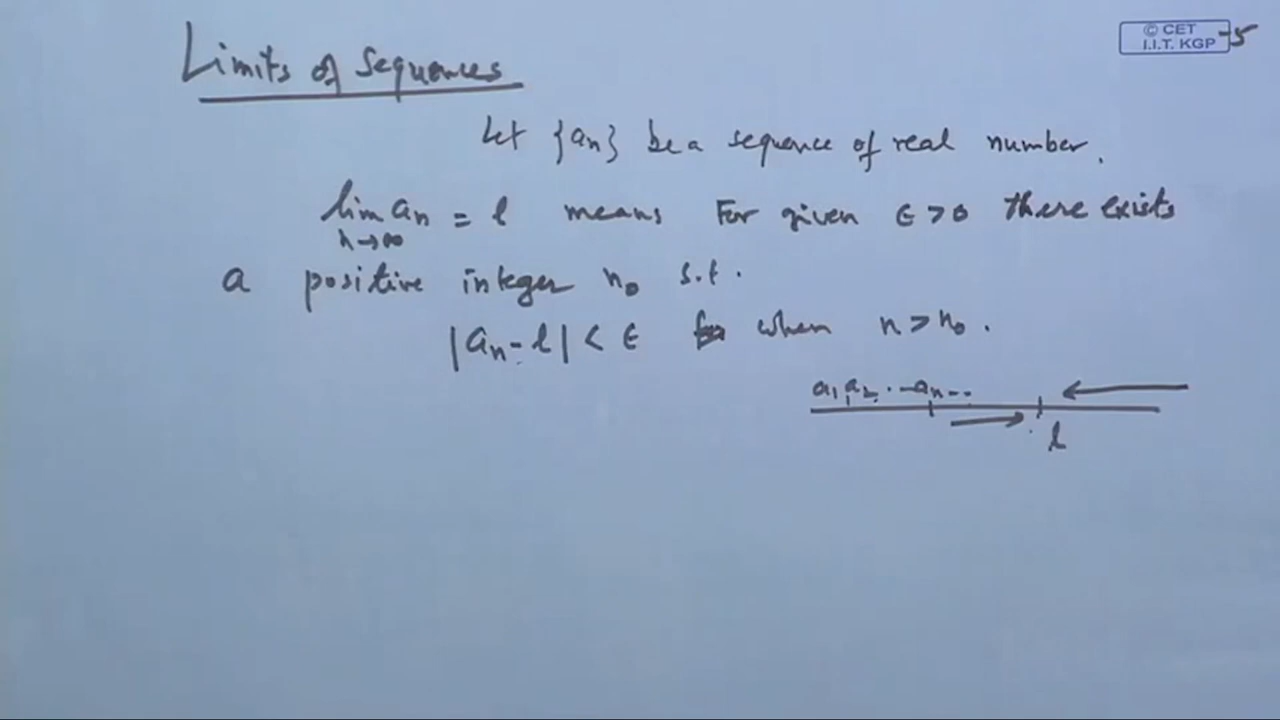 © CET
I.I.T. KGP -5
Limits of Sequences
Let {an} be a sequence of real number.
lim an = l means For given ϵ > 0 there exists
n→∞
a positive integer n0 s.t.
|an - l| < ϵ when n > n0.
a1 a2 . - an - -
l